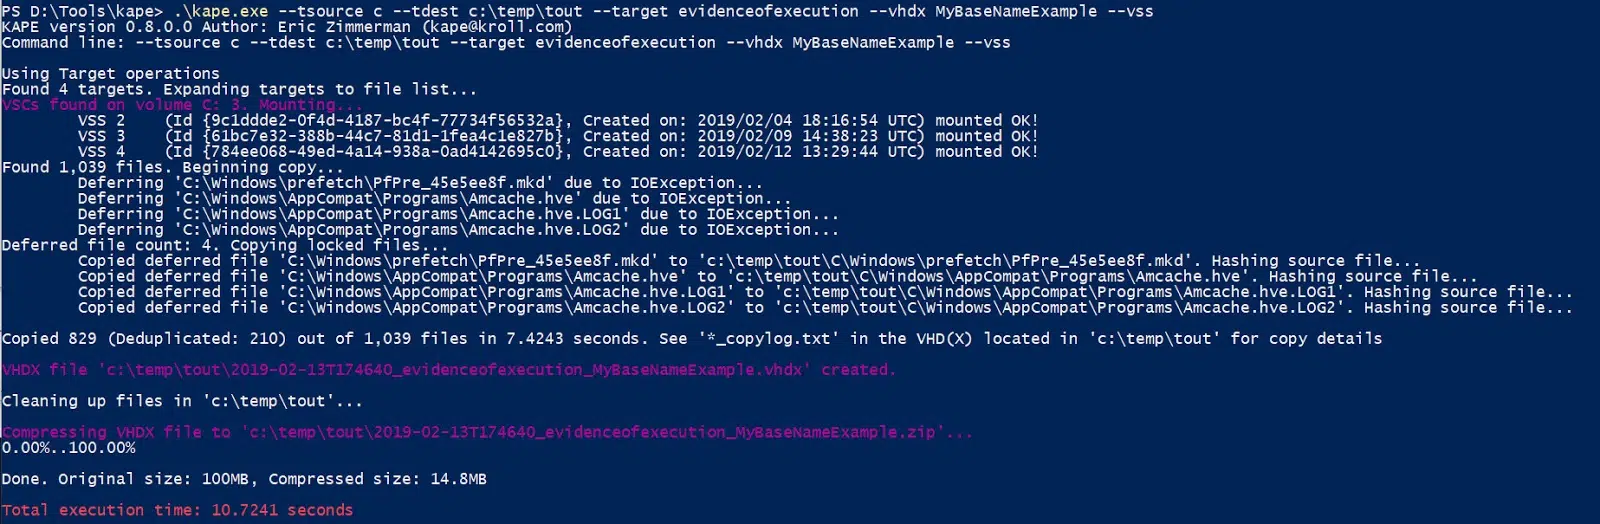 PS D:\Tools\kape> .\kape.exe --tsource c --tdest c:\temp\tout --target evidenceofexecution --vhdx MyBaseNameExample --vss
KAPE version 0.8.0.0 Author: Eric Zimmerman (kape@kroll.com)
Command line: --tsource c --tdest c:\temp\tout --target evidenceofexecution --vhdx MyBaseNameExample --vss
Using Target operations
Found 4 targets. Expanding targets to file list...
VSCs found on volume C: 3. Mounting...
VSS 2 (Id {9c1ddde2-0f4d-4187-bc4f-77734f56532a}, Created on: 2019/02/04 18:16:54 UTC) mounted OK!
VSS 3 (Id {61bc7e32-388b-44c7-81d1-1fea4c1e827b}, Created on: 2019/02/09 14:38:23 UTC) mounted OK!
VSS 4 (Id {784ee068-49ed-4a14-938a-0ad4142695c0}, Created on: 2019/02/12 13:29:44 UTC) mounted OK!
Found 1,039 files. Beginning copy...
Deferring 'C:\Windows\prefetch\PfPre_45e5ee8f.mkd' due to IOException...
Deferring 'C:\Windows\AppCompat\Programs\Amcache.hve' due to IOException...
Deferring 'C:\Windows\AppCompat\Programs\Amcache.hve.LOG1' due to IOException...
Deferring 'C:\Windows\AppCompat\Programs\Amcache.hve.LOG2' due to IOException...
Deferred file count: 4. Copying locked files...
Copied deferred file 'C:\Windows\prefetch\PfPre_45e5ee8f.mkd' to 'c:\temp\tout\C\Windows\prefetch\PfPre_45e5ee8f.mkd'. Hashing source file...
Copied deferred file 'C:\Windows\AppCompat\Programs\Amcache.hve' to 'c:\temp\tout\C\Windows\AppCompat\Programs\Amcache.hve'. Hashing source file...
Copied deferred file 'C:\Windows\AppCompat\Programs\Amcache.hve.LOG1' to 'c:\temp\tout\C\Windows\AppCompat\Programs\Amcache.hve.LOG1'. Hashing source file...
Copied deferred file 'C:\Windows\AppCompat\Programs\Amcache.hve.LOG2' to 'c:\temp\tout\C\Windows\AppCompat\Programs\Amcache.hve.LOG2'. Hashing source file...
Copied 829 (Deduplicated: 210) out of 1,039 files in 7.4243 seconds. See '*_copylog.txt' in the VHD(X) located in 'c:\temp\tout' for copy details
VHDX file 'c:\temp\tout\2019-02-13T174640_evidenceofexecution_MyBaseNameExample.vhdx' created.
Cleaning up files in 'c:\temp\tout'...
Compressing VHDX file to 'c:\temp\tout\2019-02-13T174640_evidenceofexecution_MyBaseNameExample.zip'...
0.00%..100.00%
Done. Original size: 100MB, Compressed size: 14.8MB
Total execution time: 10.7241 seconds